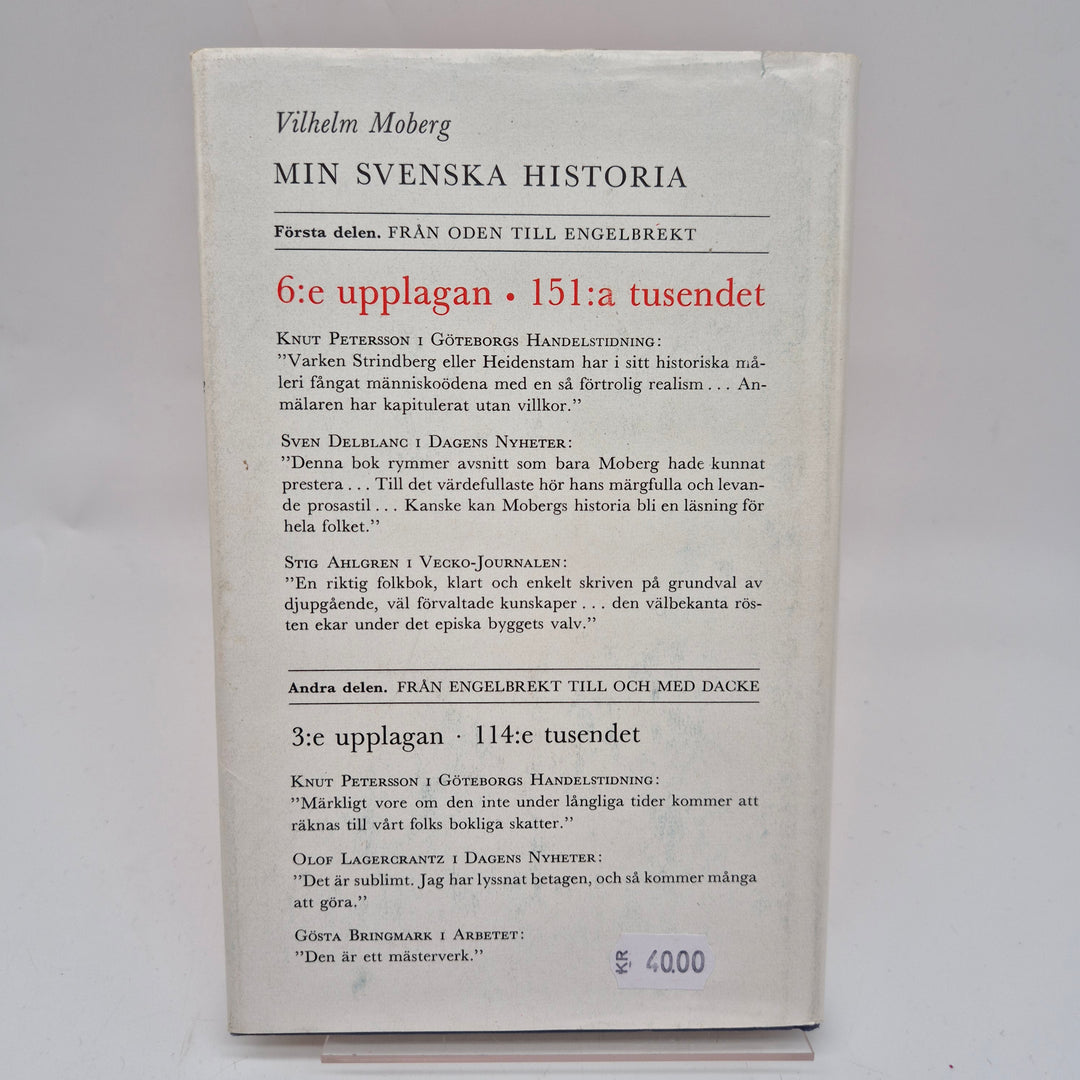 Vilhelm Moberg
MIN SVENSKA HISTORIA
Första delen. FRÅN ODEN TILL ENGELBREKT
6:e upplagan • 151:a tusendet
KNUT PETERSSON I GÖTEBORGS HANDELSTIDNING:
”Varken Strindberg eller Heidenstam har i sitt historiska må-
leri fångat människoödena med en så förtrolig realism . . . An-
mälaren har kapitulerat utan villkor.”
SVEN DELBLANC I DAGENS NYHETER:
”Denna bok rymmer avsnitt som bara Moberg hade kunnat
prestera . . . Till det värdefullaste hör hans märgfulla och levan-
de prosastil . . . Kanske kan Mobergs historia bli en läsning för
hela folket.”
STIG AHLGREN I VECKO-JOURNALEN:
”En riktig folkbok, klart och enkelt skriven på grundval av
djupgående, väl förvaltade kunskaper . . . den välbekanta rös-
ten ekar under det episka byggets valv.”
Andra delen. FRÅN ENGELBREKT TILL OCH MED DACKE
3:e upplagan · 114:e tusendet
KNUT PETERSSON I GÖTEBORGS HANDELSTIDNING:
”Märkligt vore om den inte under långliga tider kommer att
räknas till vårt folks bokliga skatter.”
OLOF LAGERCRANTZ I DAGENS NYHETER:
”Det är sublimt. Jag har lyssnat betagen, och så kommer många
att göra.”
GÖSTA BRINGMARK I ARBETET:
”Den är ett mästerverk.”
KR 40.00